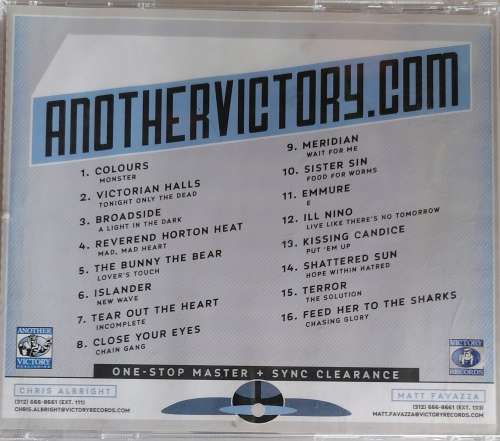 ANOTHERVICTORY.COM
1. COLOURS
MONSTER
2. VICTORIAN HALLS
TONIGHT ONLY THE DEAD
3. BROADSIDE
A LIGHT IN THE DARK
4. REVEREND HORTON HEAT
MAD, MAD HEART
5. THE BUNNY THE BEAR
LOVER'S TOUCH
6. ISLANDER
NEW WAVE
7. TEAR OUT THE HEART
INCOMPLETE
8. CLOSE YOUR EYES
CHAIN GANG
9. MERIDIAN
WAIT FOR ME
10. SISTER SIN
FOOD FOR WORMS
11. EMMURE
E
12. ILL NINO
LIVE LIKE THERE'S NO TOMORROW
13. KISSING CANDICE
PUT 'EM UP
14. SHATTERED SUN
HOPE WITHIN HATRED
15. TERROR
THE SOLUTION
16. FEED HER TO THE SHARKS
CHASING GLORY
ANOTHER
VICTORY
VICTORY
RECORDS
ONE-STOP MASTER + SYNC CLEARANCE
CHRIS ALBRIGHT
(312) 666-8661 (EXT. 111)
CHRIS.ALBRIGHT@VICTORYRECORDS.COM
MATT FAVAZZA
(312) 666-8661 (EXT. 123)
MATT.FAVAZZA@VICTORYRECORDS.COM